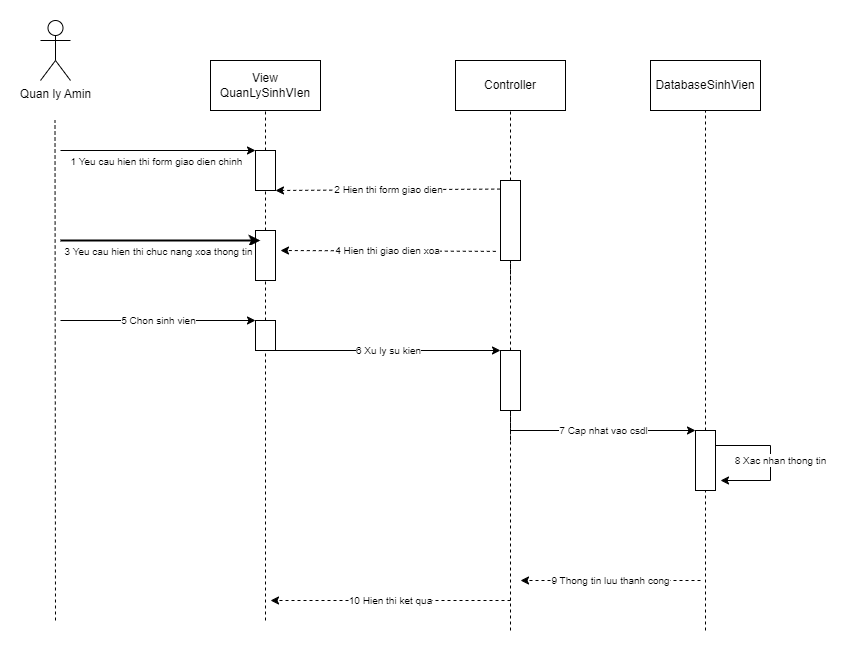 Quan ly Amin
View
QuanLySinhVIen
Controller
DatabaseSinhVien
1 Yeu cau hien thi form giao dien chinh
2 Hien thi form giao dien
3 Yeu cau hien thi chuc nang xoa thong tin
4 Hien thi giao dien xoa
5 Chon sinh vien
6 Xu ly su kien
7 Cap nhat vao csdl
8 Xac nhan thong tin
9 Thong tin luu thanh cong
10 Hien thi ket qua